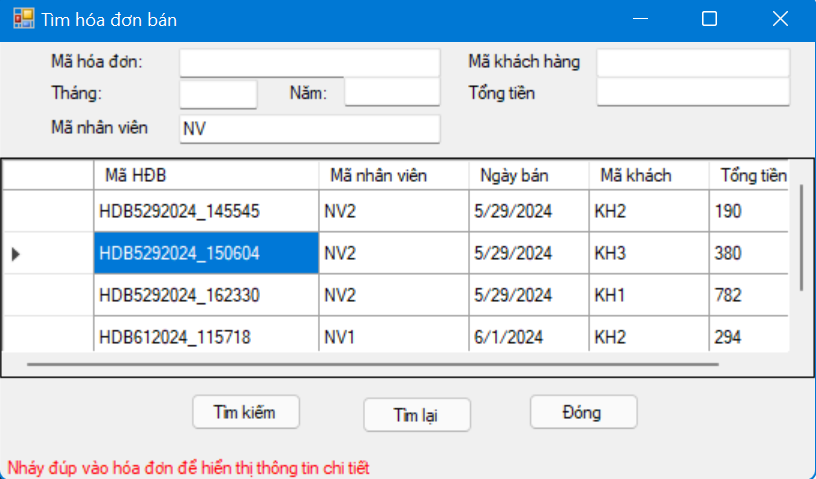 Tìm hóa đơn bán
Mã hóa đơn: Mã khách hàng
Tháng: Năm: Tổng tiền
Mã nhân viên NV
Mã HĐB Mã nhân viên Ngày bán Mã khách Tổng tiền
HDB5292024_145545 NV2 5/29/2024 KH2 190
HDB5292024_150604 NV2 5/29/2024 KH3 380
HDB5292024_162330 NV2 5/29/2024 KH1 782
HDB612024_115718 NV1 6/1/2024 KH2 294
Tìm kiếm Tìm lại Đóng
Nháy đúp vào hóa đơn để hiển thị thông tin chi tiết